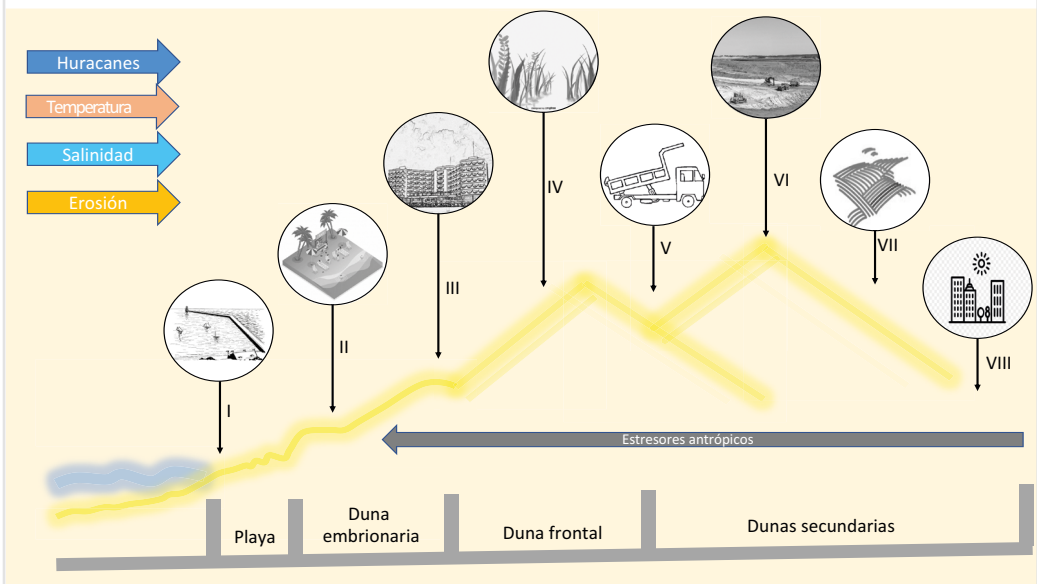 Huracanes
Temperatura
Salinidad
Erosión
I
II
III
IV
V
VI
VII
VIII
Estresores antrópicos
Playa
Duna
embrionaria
Duna frontal
Dunas secundarias